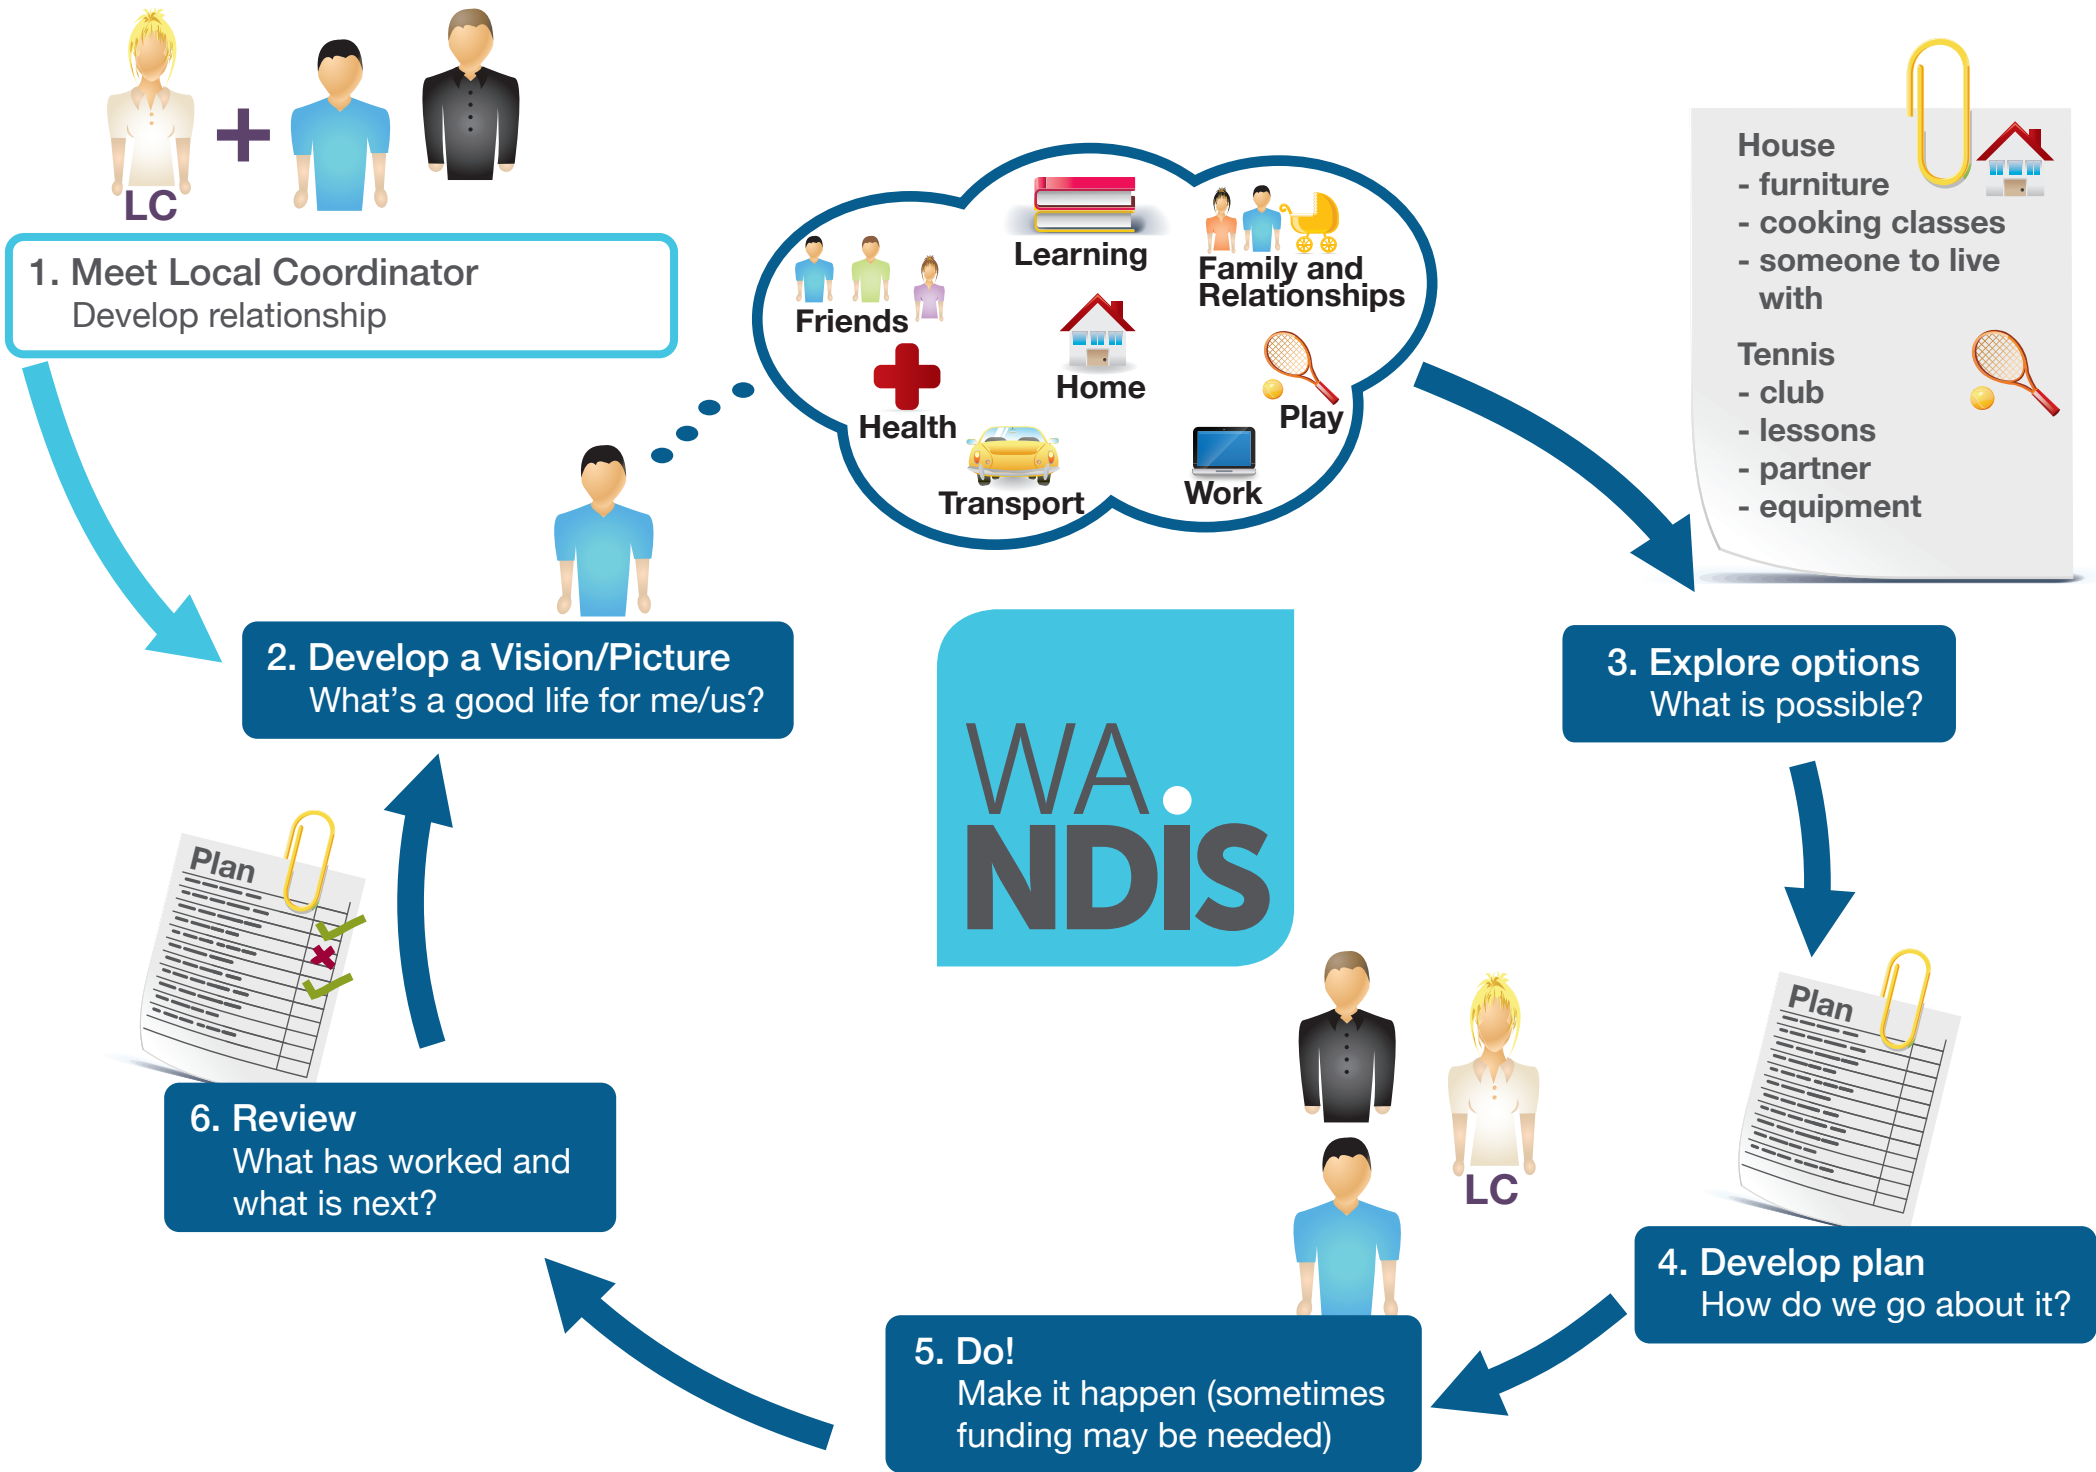 LC
1. Meet Local Coordinator
Develop relationship
Learning
Family and
Relationships
Friends
Home
Health
Play
Transport
Work
House
- furniture
- cooking classes
- someone to live
with
Tennis
- club
- lessons
- partner
- equipment
2. Develop a Vision/Picture
What's a good life for me/us?
3. Explore options
What is possible?
WA
NDiS
Plan
Plan
LC
4. Develop plan
How do we go about it?
5. Do!
Make it happen (sometimes
funding may be needed)
6. Review
What has worked and
what is next?